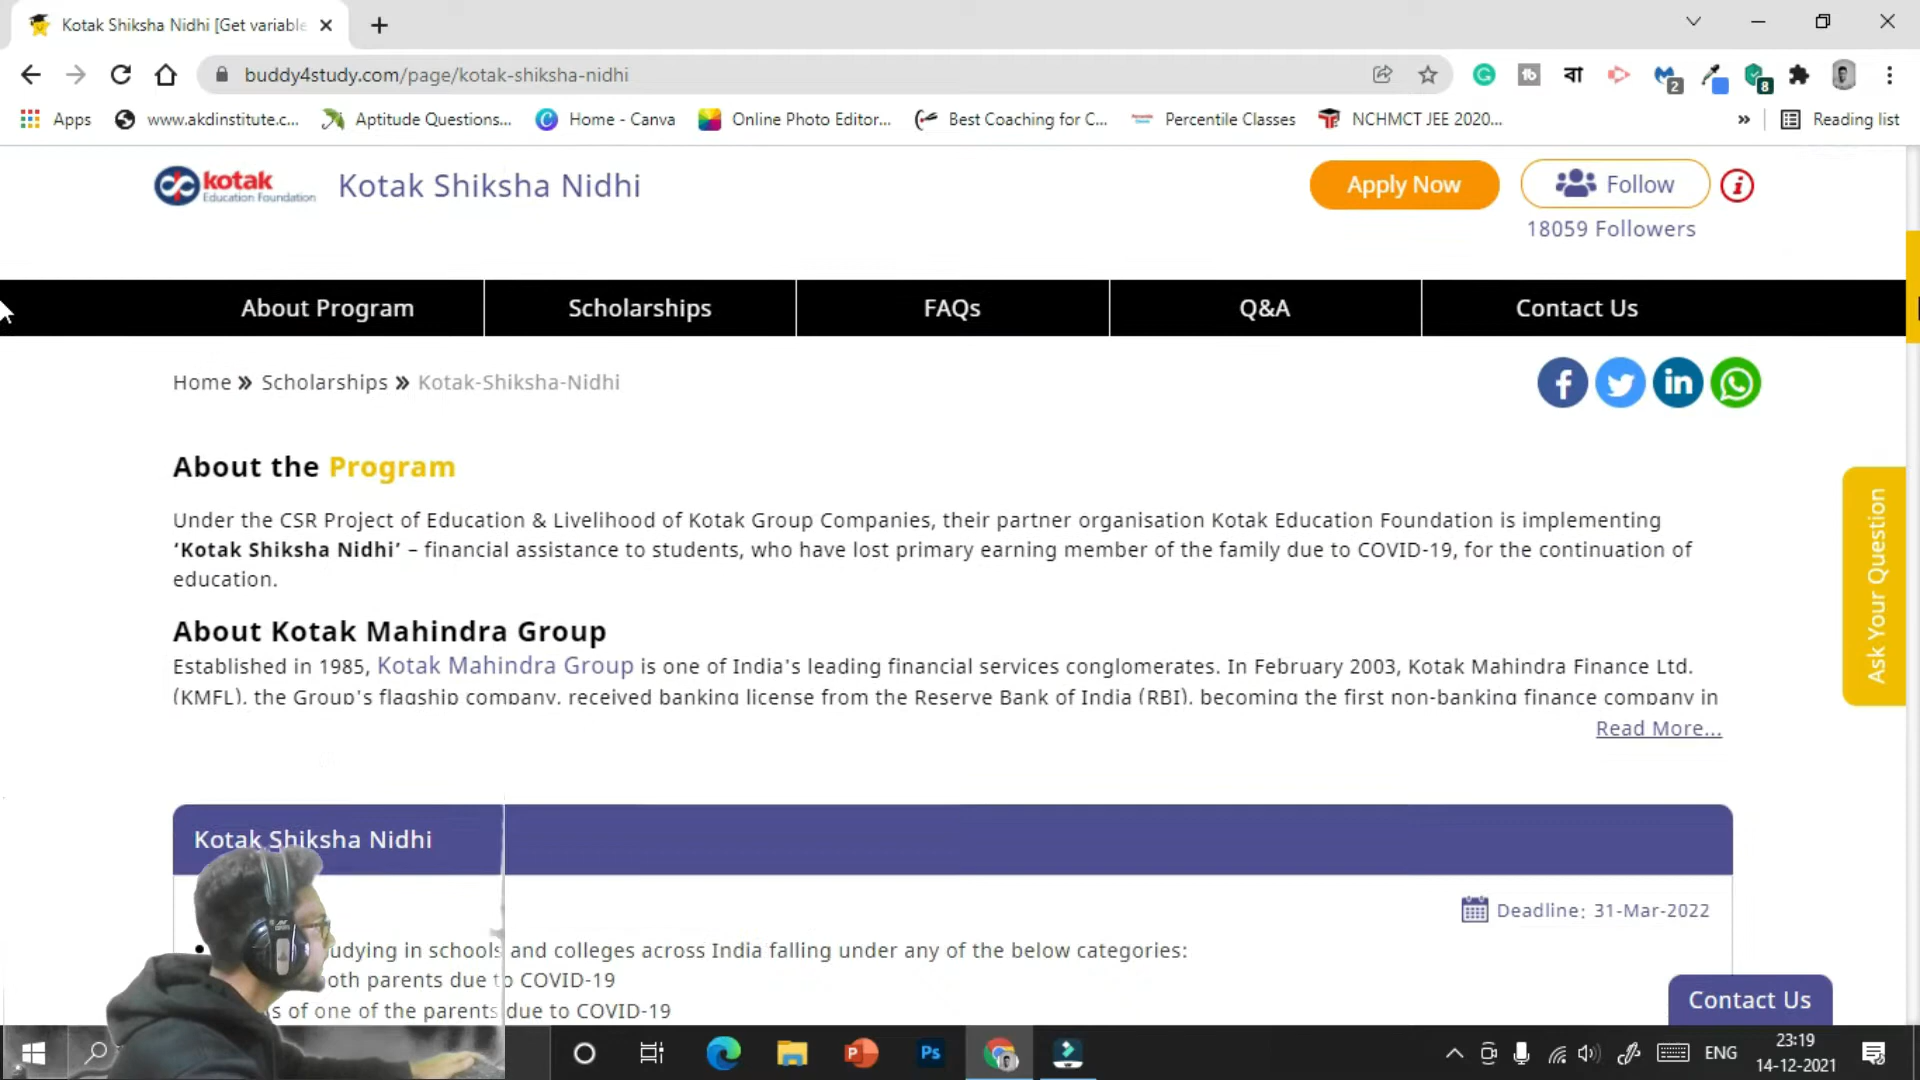 Kotak Shiksha Nidhi [Get variable
buddy4study.com/page/kotak-shiksha-nidhi
বা
2
8
Apps
www.akdinstitute.c...
Aptitude Questions...
Home - Canva
Online Photo Editor...
Best Coaching for C...
Percentile Classes
NCHMCT JEE 2020...
»
Reading list
kotak
Education Foundation
Kotak Shiksha Nidhi
Apply Now
Follow
i
18059 Followers
About Program
Scholarships
FAQs
Q&A
Contact Us
Home » Scholarships » Kotak-Shiksha-Nidhi
f
in
About the Program
Under the CSR Project of Education & Livelihood of Kotak Group Companies, their partner organisation Kotak Education Foundation is implementing
‘Kotak Shiksha Nidhi’ – financial assistance to students, who have lost primary earning member of the family due to COVID-19, for the continuation of
education.
Ask Your Question
About Kotak Mahindra Group
Established in 1985, Kotak Mahindra Group is one of India's leading financial services conglomerates. In February 2003, Kotak Mahindra Finance Ltd.
(KMFL), the Group's flagship company, received banking license from the Reserve Bank of India (RBI), becoming the first non-banking finance company in
Read More...
Kotak Shiksha Nidhi
Deadline: 31-Mar-2022
udying in schools and colleges across India falling under any of the below categories:
oth parents due to COVID-19
s of one of the parents due to COVID-19
Contact Us
Ps
ENG
23:19
14-12-2021